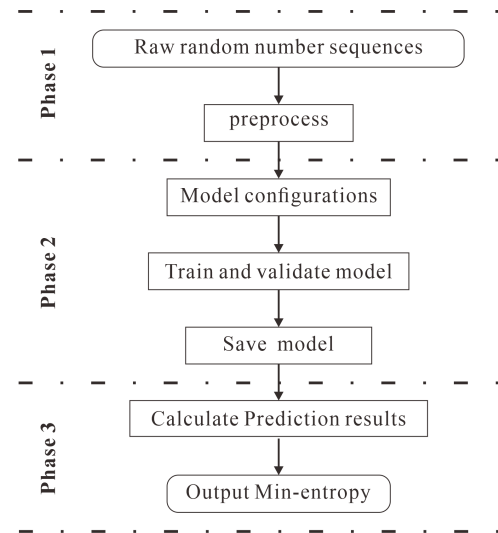 Phase 1
Raw random number sequences
preprocess
Phase 2
Model configurations
Train and validate model
Save model
Phase 3
Calculate Prediction results
Output Min-entropy